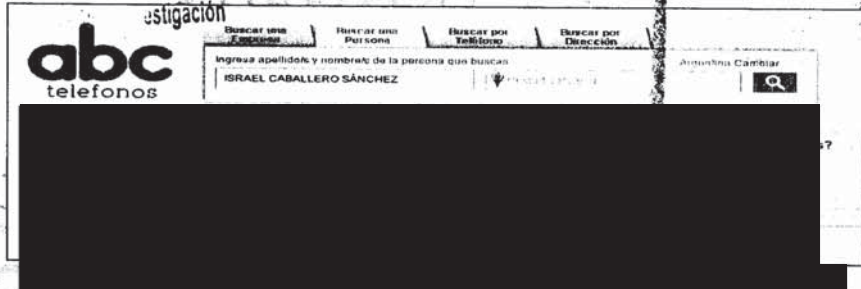 estigación
Buscar una Empresa
Buscar una Persona
Buscar por Teléfono
Buscar por Dirección
abc
telefonos
Ingresa apellido/s y nombre/s de la persona que buscas
Argentina Cambiar
ISRAEL CABALLERO SÁNCHEZ
s?